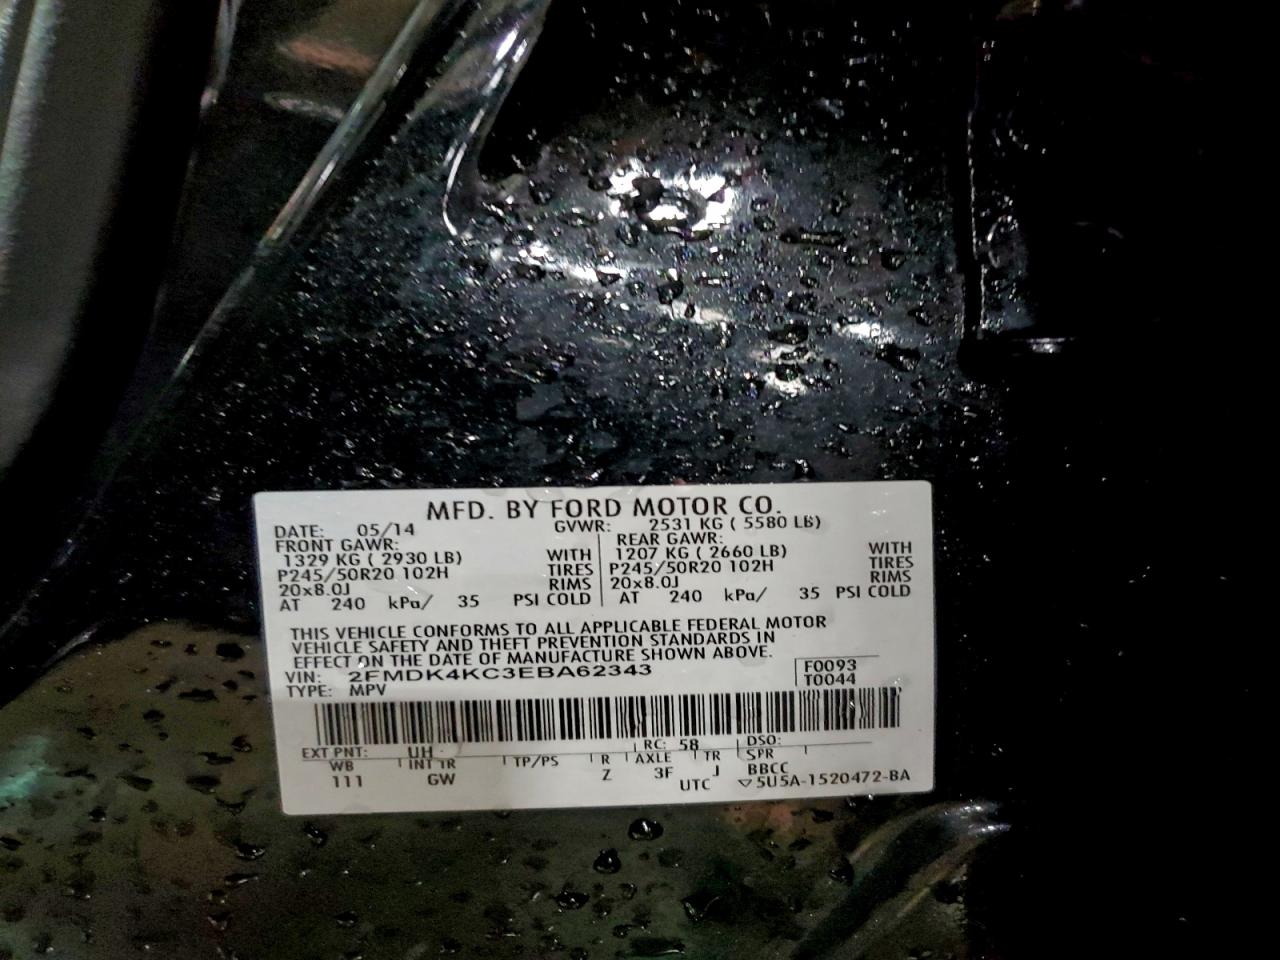 MFD. BY FORD MOTOR CO.
DATE: 05/14 GVWR: 2531 KG ( 5580 LB)
FRONT GAWR: REAR GAWR:
1329 KG ( 2930 LB) WITH 1207 KG ( 2660 LB) WITH
P245/50R20 102H TIRES P245/50R20 102H TIRES
20x8.0J RIMS 20x8.0J RIMS
AT 240 kPa/ 35 PSI COLD AT 240 kPa/ 35 PSI COLD
THIS VEHICLE CONFORMS TO ALL APPLICABLE FEDERAL MOTOR
VEHICLE SAFETY AND THEFT PREVENTION STANDARDS IN
EFFECT ON THE DATE OF MANUFACTURE SHOWN ABOVE.
VIN: 2FMDK4KC3EBA62343 F0093
TYPE: MPV T0044
EXT PNT: UH RC: 58 DSO:
WB INT TR TP/PS R AXLE TR SPR
111 GW Z 3F J BBCC
UTC ▽5U5A-1520472-BA